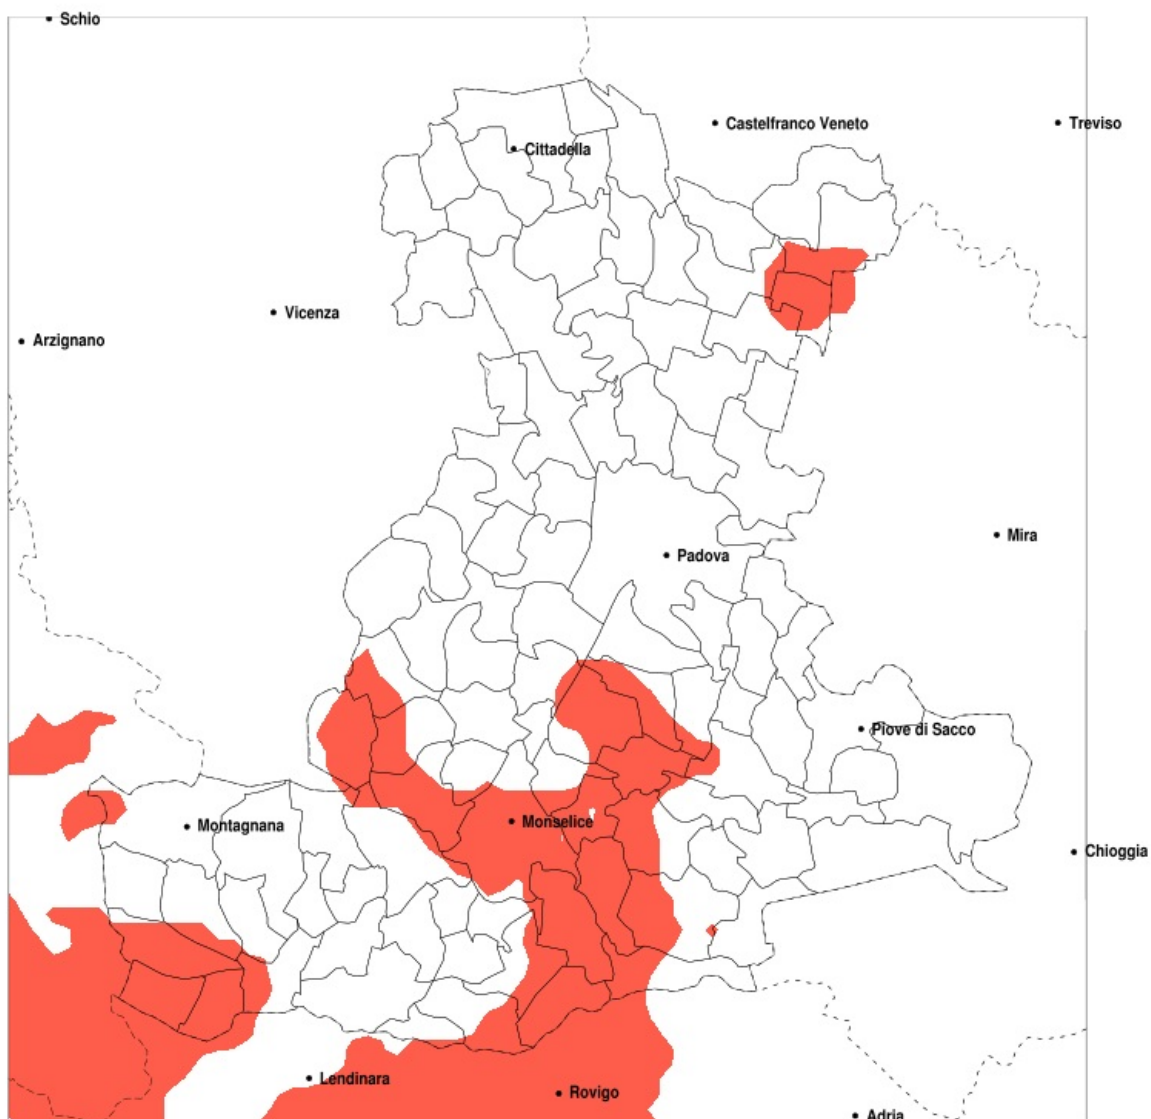 Schio
Castelfranco Veneto
Treviso
Cittadella
Vicenza
Arzignano
Mira
Padova
Piove di Sacco
Montagnana
Monselice
Chioggia
Lendinara
Rovigo
Adria